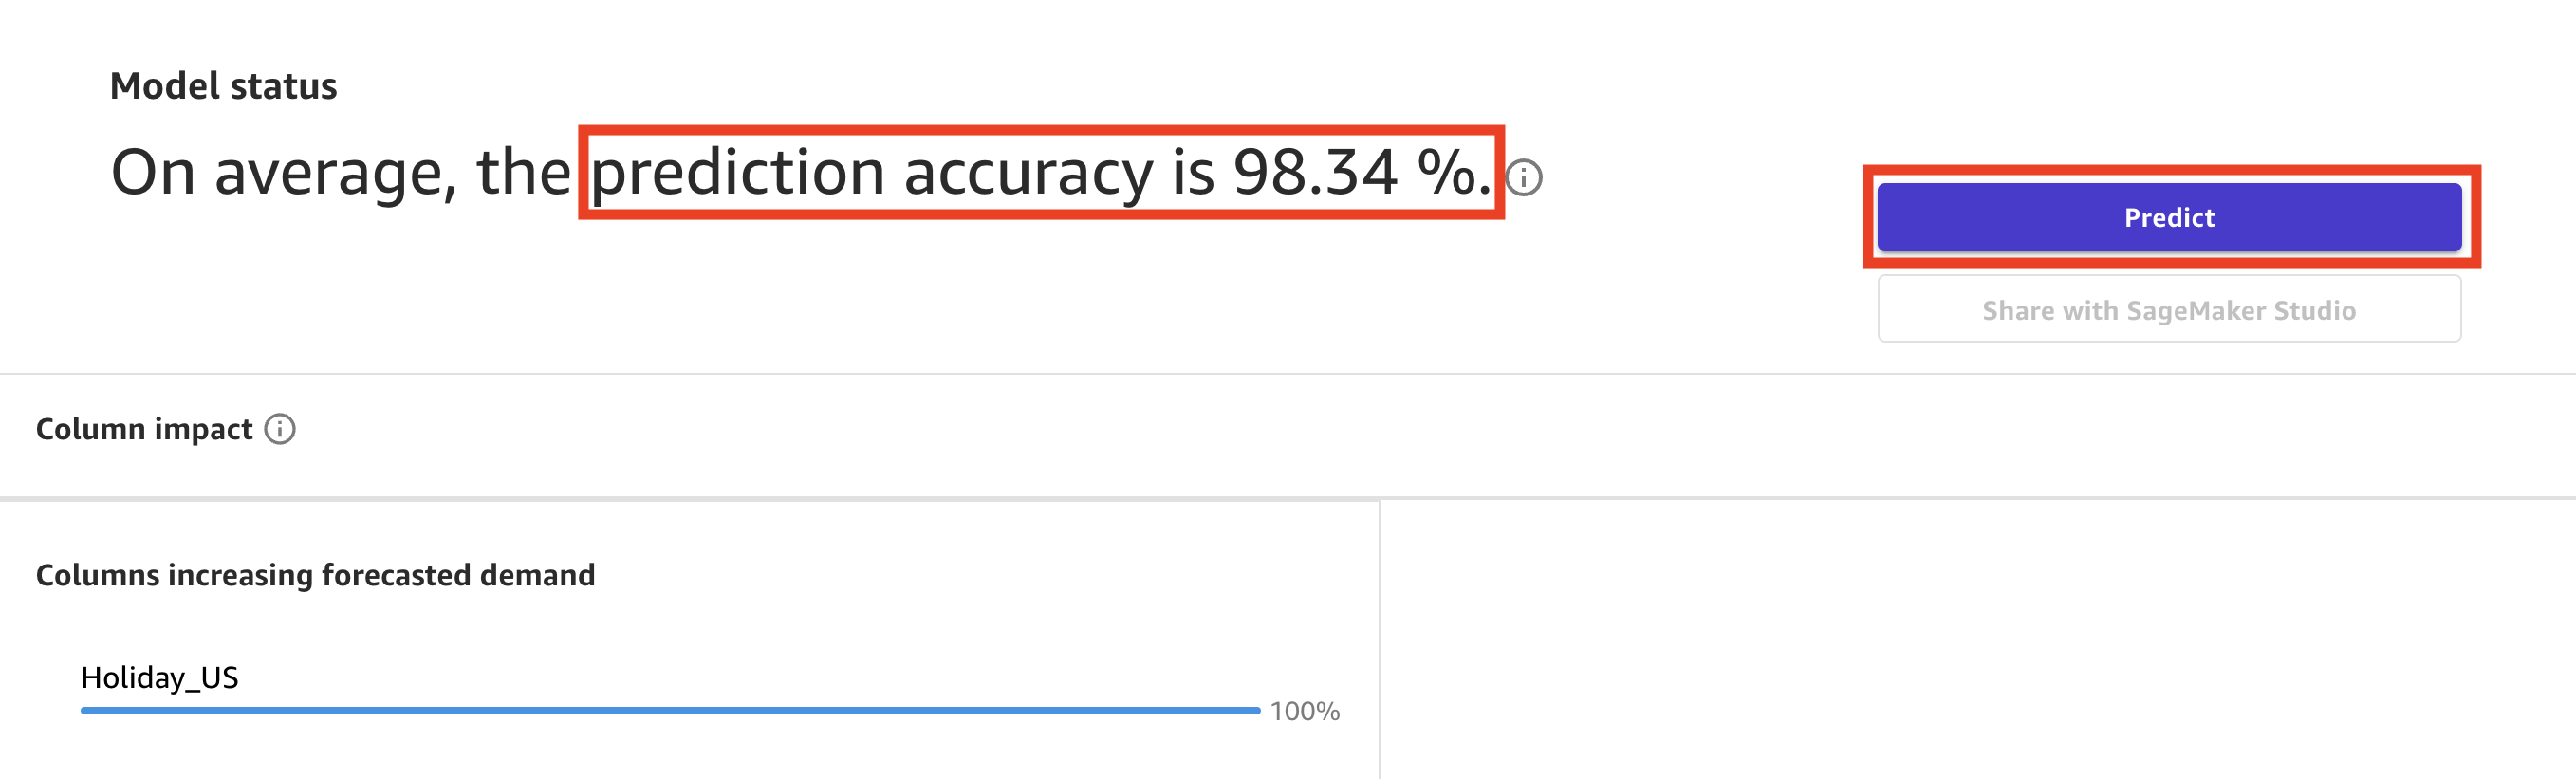 Model status
On average, the prediction accuracy is 98.34 %.
Predict
Share with SageMaker Studio
Column impact
Columns increasing forecasted demand
Holiday_US
100%